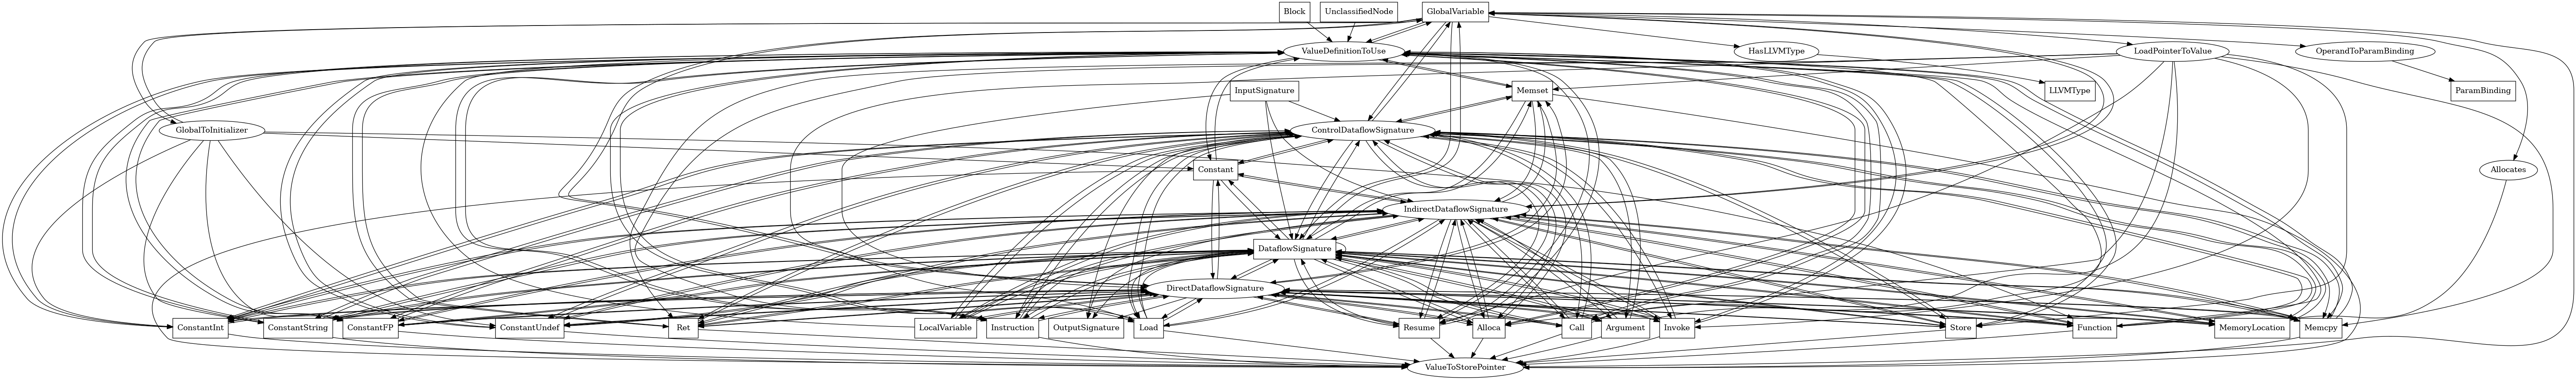 Block
UnclassifiedNode
GlobalVariable
ValueDefinitionToUse
HasLLVMType
LoadPointerToValue
OperandToParamBinding
InputSignature
Memset
LLVMType
ParamBinding
GlobalToInitializer
ControlDataflowSignature
Constant
Allocates
IndirectDataflowSignature
DataflowSignature
DirectDataflowSignature
ConstantInt
ConstantString
ConstantFP
ConstantUndef
Ret
LocalVariable
Instruction
OutputSignature
Load
Resume
Alloca
Call
Argument
Invoke
Store
Function
MemoryLocation
Memcpy
ValueToStorePointer